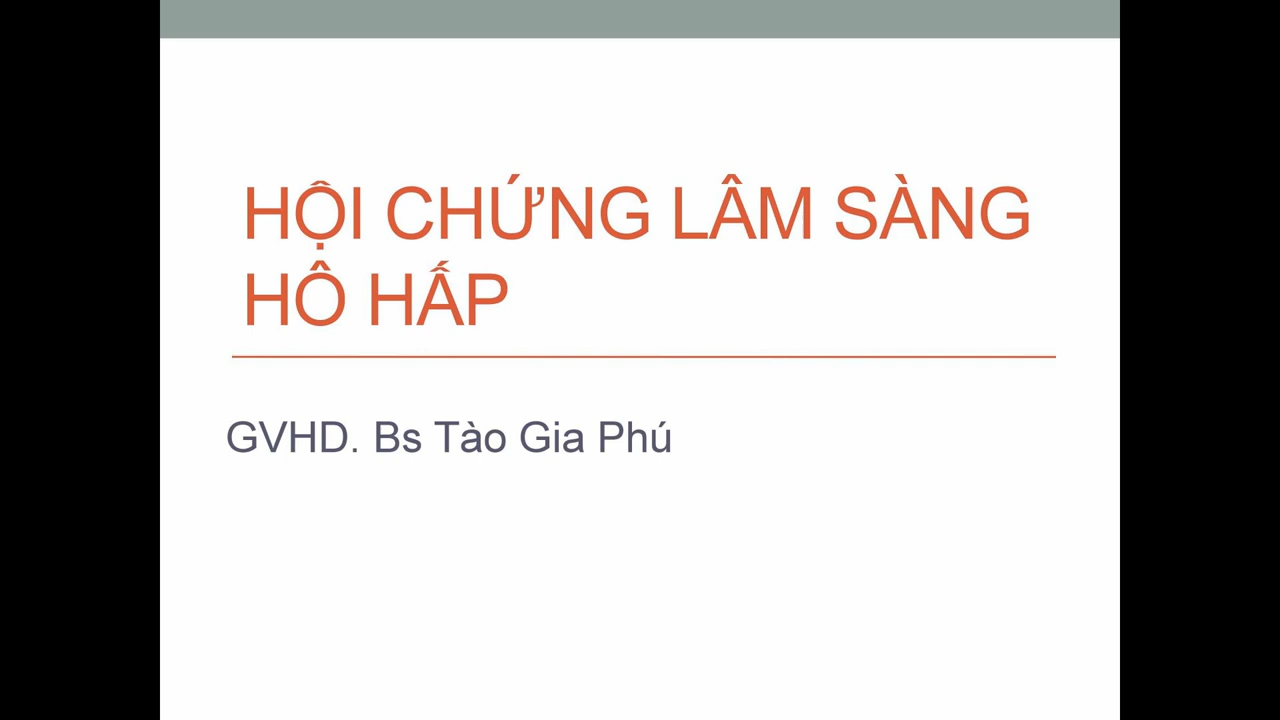 HỘI CHỨNG LÂM SÀNG
HÔ HẤP
GVHD. Bs Tào Gia Phú